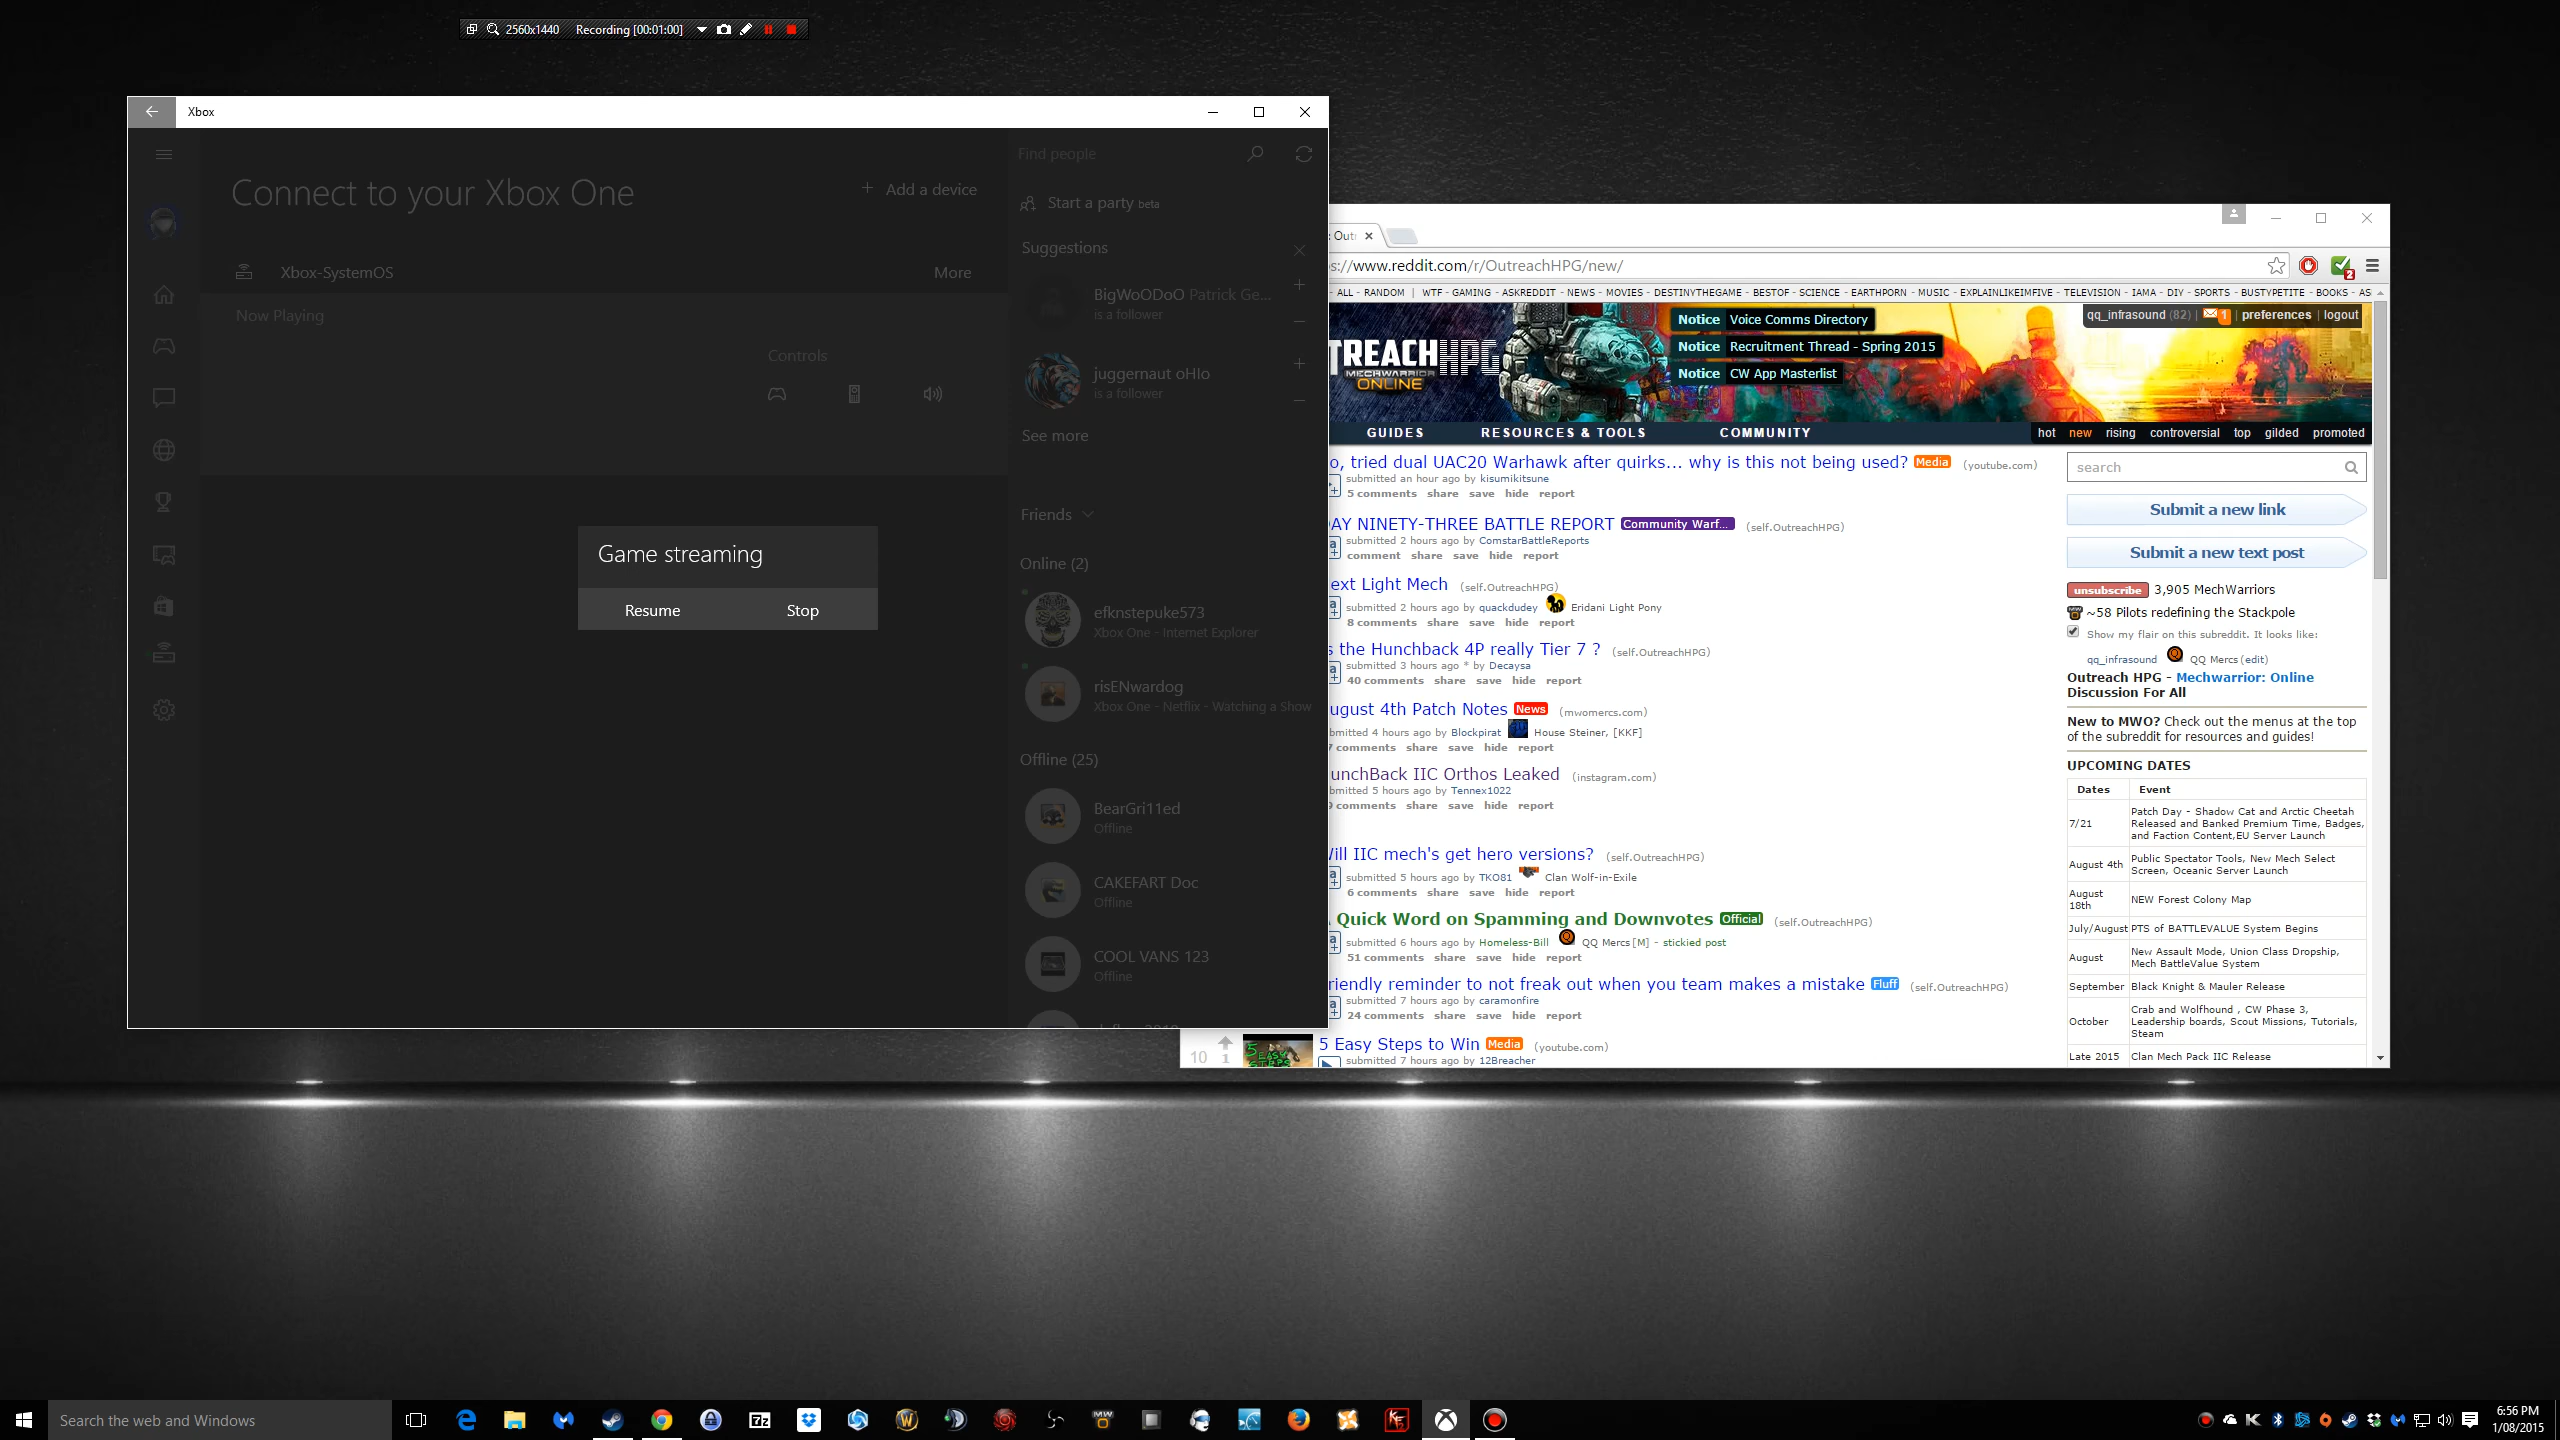 2560x1440 Recording [00:01:00]
Xbox
Connect to your Xbox One
+ Add a device
Xbox-SystemOS
More
Now Playing
Controls
Find people
Start a party beta
Suggestions
BigWoODoO Patrick Ge...
is a follower
juggernaut oHIo
is a follower
See more
Friends
Online (2)
efknstepuke573
Xbox One - Internet Explorer
risENwardog
Xbox One - Netflix - Watching a Show
Offline (25)
BearGri11ed
Offline
CAKEFART Doc
Offline
COOL VANS 123
Offline
Game streaming
Resume Stop
www.reddit.com/r/OutreachHPG/new/
- ALL - RANDOM | WTF - GAMING - ASKREDDIT - NEWS - MOVIES - DESTINYTHEGAME - BESTOF - SCIENCE - EARTHPORN - MUSIC - EXPLAINLIKEIMFIVE - TELEVISION - IAMA - DIY - SPORTS - BUSTYPETITE - BOOKS - AS
TREACHHPG
MECHWARRIOR
ONLINE
Notice Voice Comms Directory
Notice Recruitment Thread - Spring 2015
Notice CW App Masterlist
qq_infrasound (82) | 1 | preferences | logout
GUIDES RESOURCES & TOOLS COMMUNITY
hot new rising controversial top gilded promoted
o, tried dual UAC20 Warhawk after quirks... why is this not being used? Media (youtube.com)
submitted an hour ago by kisumikitsune
5 comments share save hide report
AY NINETY-THREE BATTLE REPORT Community Warf... (self.OutreachHPG)
submitted 2 hours ago by ComstarBattleReports
comment share save hide report
ext Light Mech (self.OutreachHPG)
submitted 2 hours ago by quackdudey Eridani Light Pony
8 comments share save hide report
s the Hunchback 4P really Tier 7 ? (self.OutreachHPG)
submitted 3 hours ago * by Decaysa
40 comments share save hide report
ugust 4th Patch Notes News (mwomercs.com)
bmitted 4 hours ago by Blockpirat House Steiner, [KKF]
7 comments share save hide report
unchBack IIC Orthos Leaked (instagram.com)
bmitted 5 hours ago by Tennex1022
9 comments share save hide report
ill IIC mech's get hero versions? (self.OutreachHPG)
submitted 5 hours ago by TKO81 Clan Wolf-in-Exile
6 comments share save hide report
Quick Word on Spamming and Downvotes Official (self.OutreachHPG)
submitted 6 hours ago by Homeless-Bill QQ Mercs [M] - stickied post
51 comments share save hide report
riendly reminder to not freak out when you team makes a mistake Fluff (self.OutreachHPG)
submitted 7 hours ago by caramonfire
24 comments share save hide report
10 1 5 EASY STEPS 5 Easy Steps to Win Media (youtube.com)
submitted 7 hours ago by 12Breacher
search
Submit a new link
Submit a new text post
unsubscribe 3,905 MechWarriors
~58 Pilots redefining the Stackpole
Show my flair on this subreddit. It looks like:
qq_infrasound QQ Mercs (edit)
Outreach HPG - Mechwarrior: Online
Discussion For All
New to MWO? Check out the menus at the top
of the subreddit for resources and guides!
UPCOMING DATES
Dates Event
7/21 Patch Day - Shadow Cat and Arctic Cheetah
Released and Banked Premium Time, Badges,
and Faction Content,EU Server Launch
August 4th Public Spectator Tools, New Mech Select
Screen, Oceanic Server Launch
August
18th NEW Forest Colony Map
July/August PTS of BATTLEVALUE System Begins
August New Assault Mode, Union Class Dropship,
Mech BattleValue System
September Black Knight & Mauler Release
October Crab and Wolfhound , CW Phase 3,
Leadership boards, Scout Missions, Tutorials,
Steam
Late 2015 Clan Mech Pack IIC Release
Search the web and Windows
6:56 PM
1/08/2015